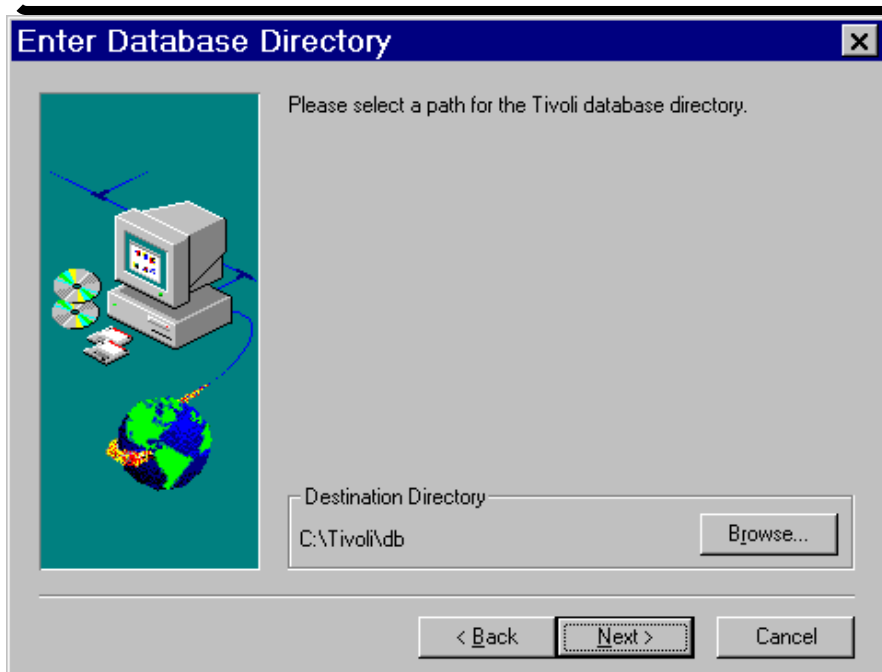 Enter Database Directory
Please select a path for the Tivoli database directory.
Destination Directory
C:\Tivoli\db
Browse...
< Back
Next >
Cancel